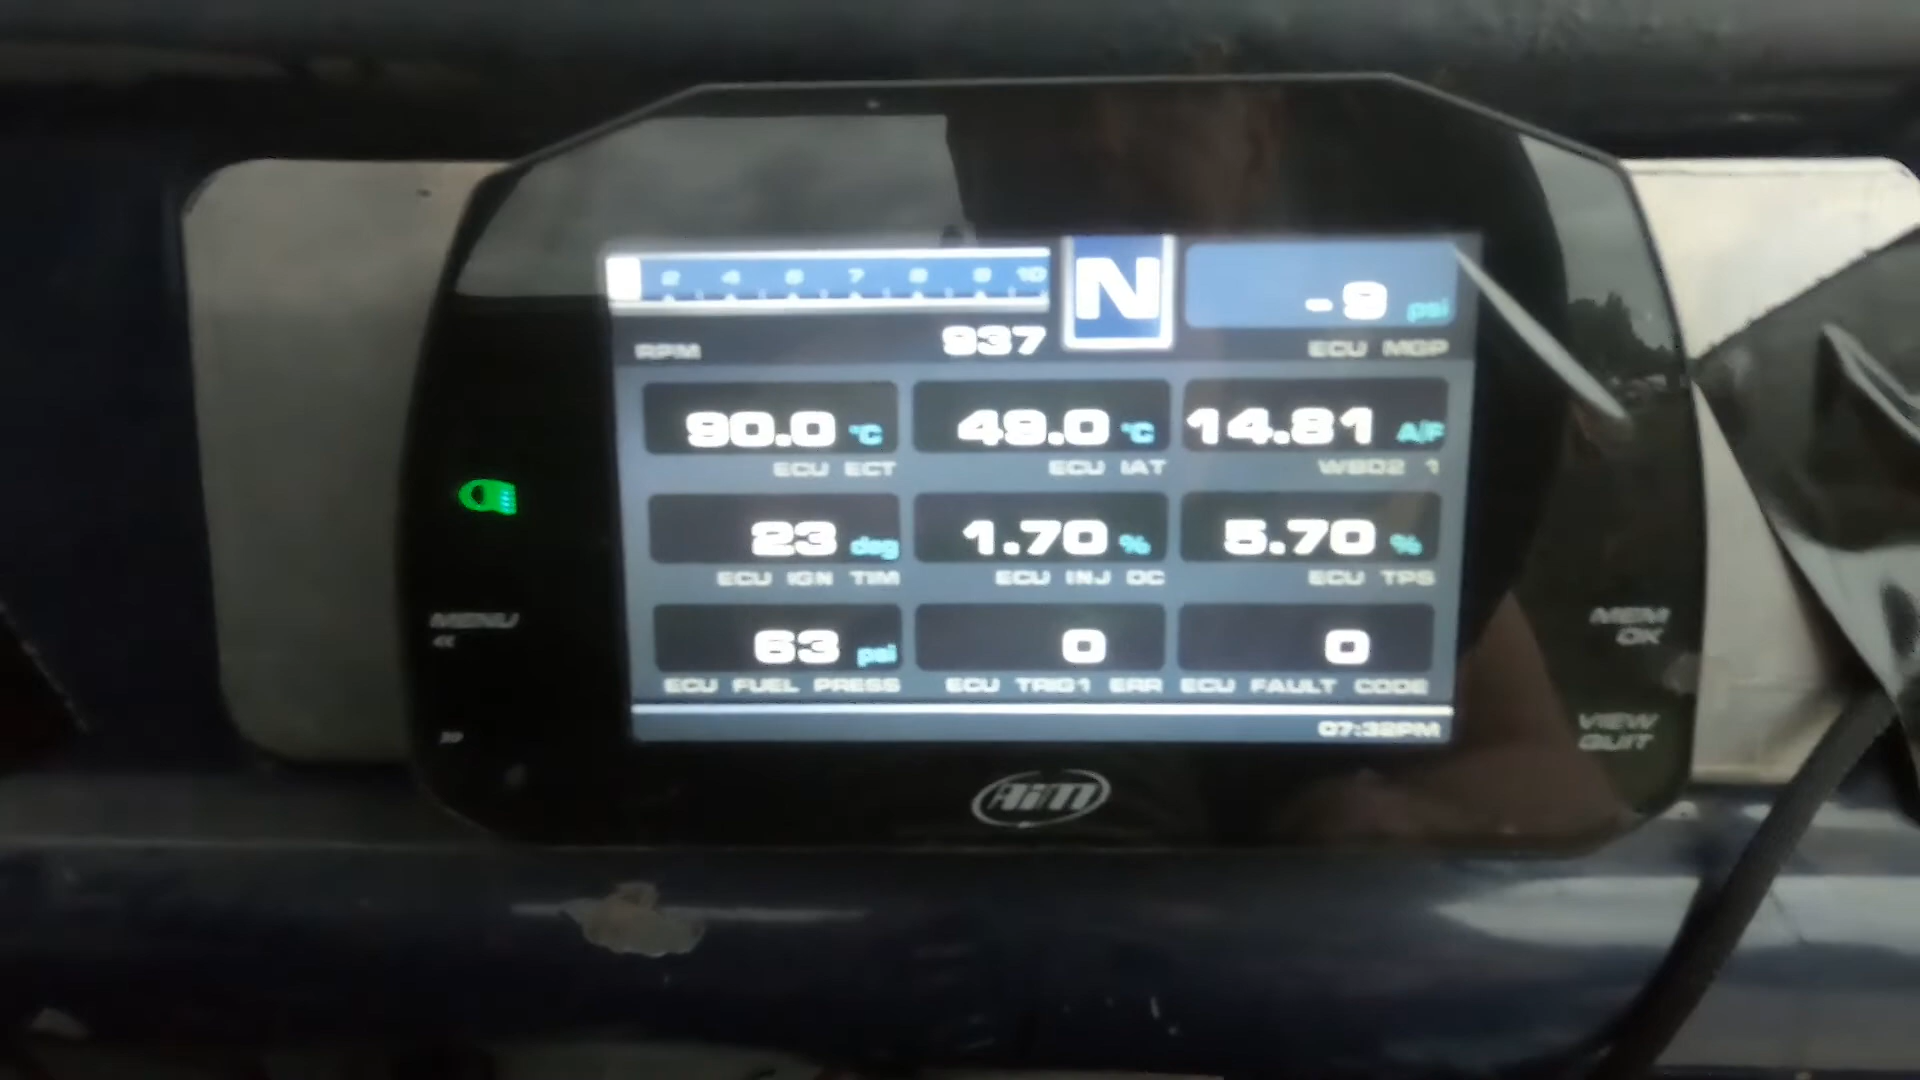 2 4 6 7 8 9 10
N
-9 psi
RPM 937
ECU MGP
90.0 °C 49.0 °C 14.81 A/F
ECU ECT ECU IAT WBO2 1
23 deg 1.70 % 5.70 %
ECU IGN TIM ECU INJ DC ECU TPS
MENU
<<
63 psi 0 0
MEM
OK
ECU FUEL PRESS ECU TRIG1 ERR ECU FAULT CODE
>>
07:32PM
VIEW
QUIT
AiM